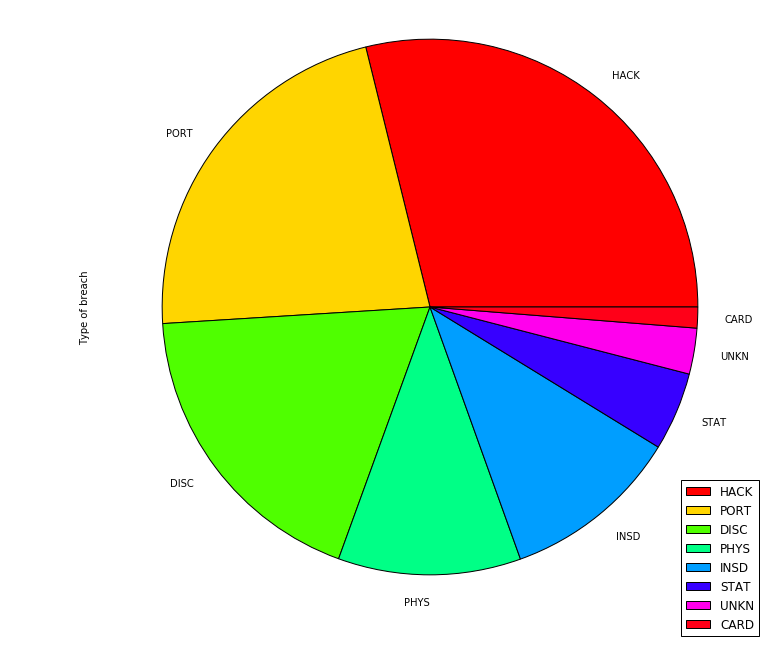 HACK
PORT
Type of breach
CARD
UNKN
STAT
DISC
INSD
PHYS
HACK
PORT
DISC
PHYS
INSD
STAT
UNKN
CARD